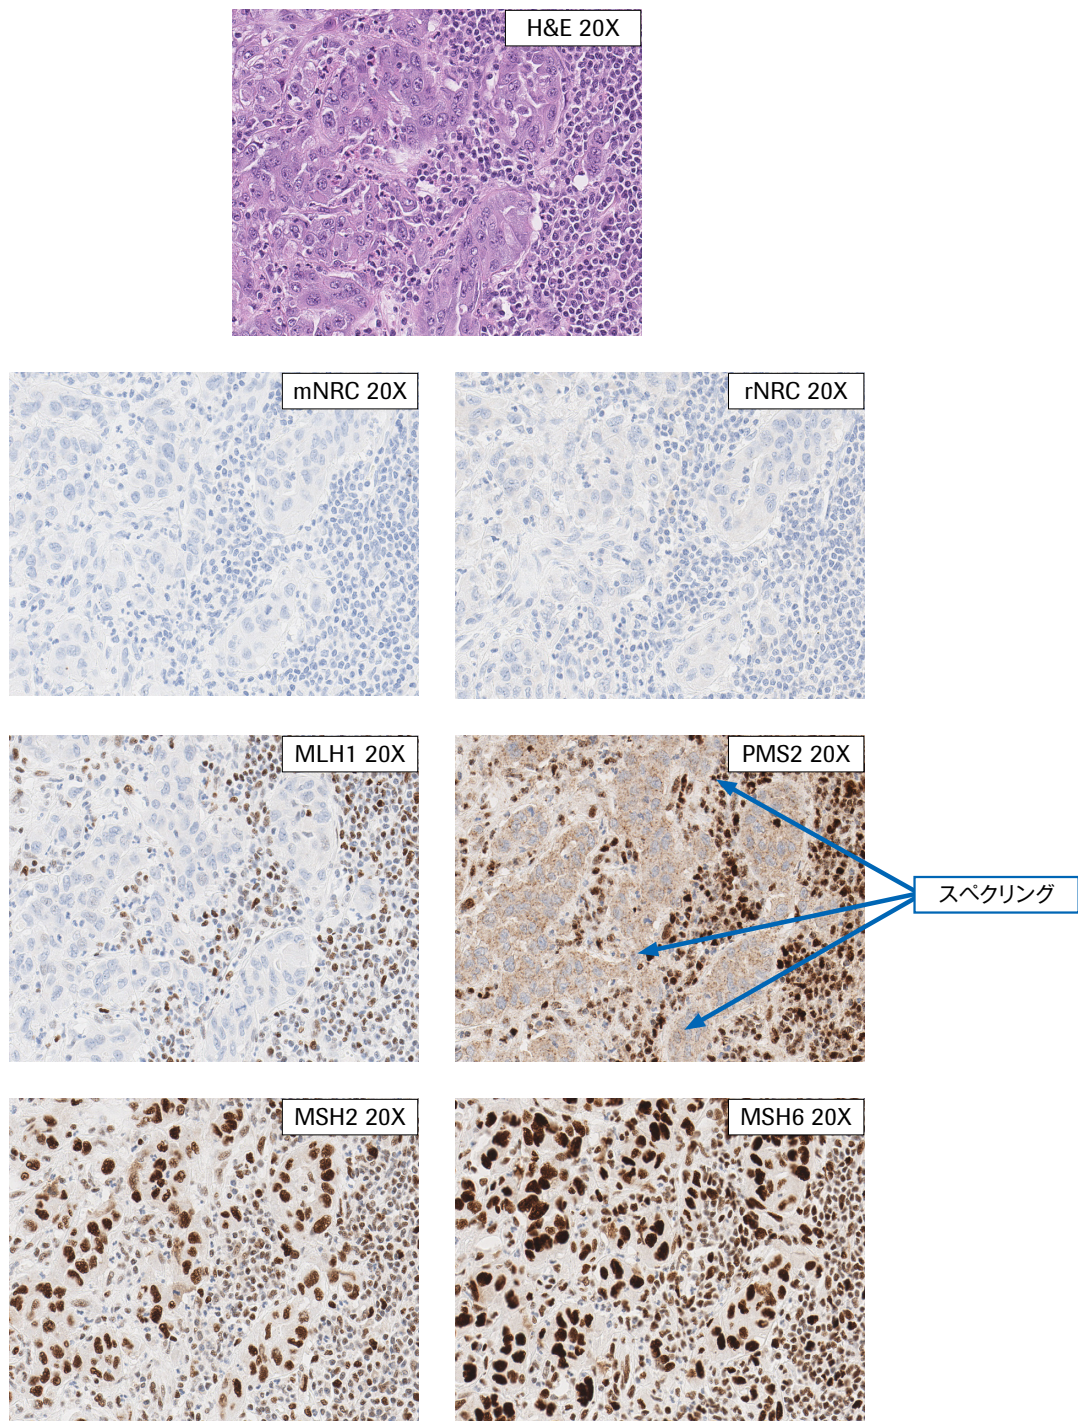 H&E 20X
mNRC 20X
rNRC 20X
MLH1 20X
PMS2 20X
スペクリング
MSH2 20X
MSH6 20X